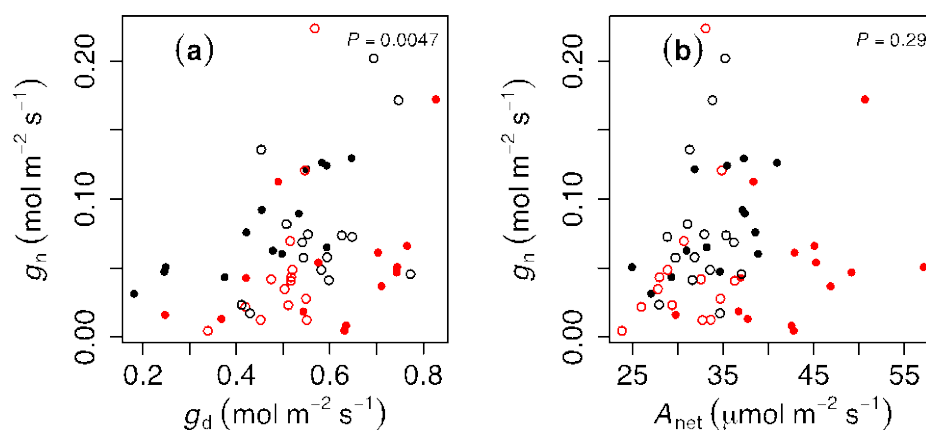 (a)
P = 0.0047
0.20
0.10
0.00
gn (mol m−2 s−1)
0.2 0.4 0.6 0.8
gd (mol m−2 s−1)
(b)
P = 0.29
0.20
0.10
0.00
gn (mol m−2 s−1)
25 35 45 55
Anet (μmol m−2 s−1)